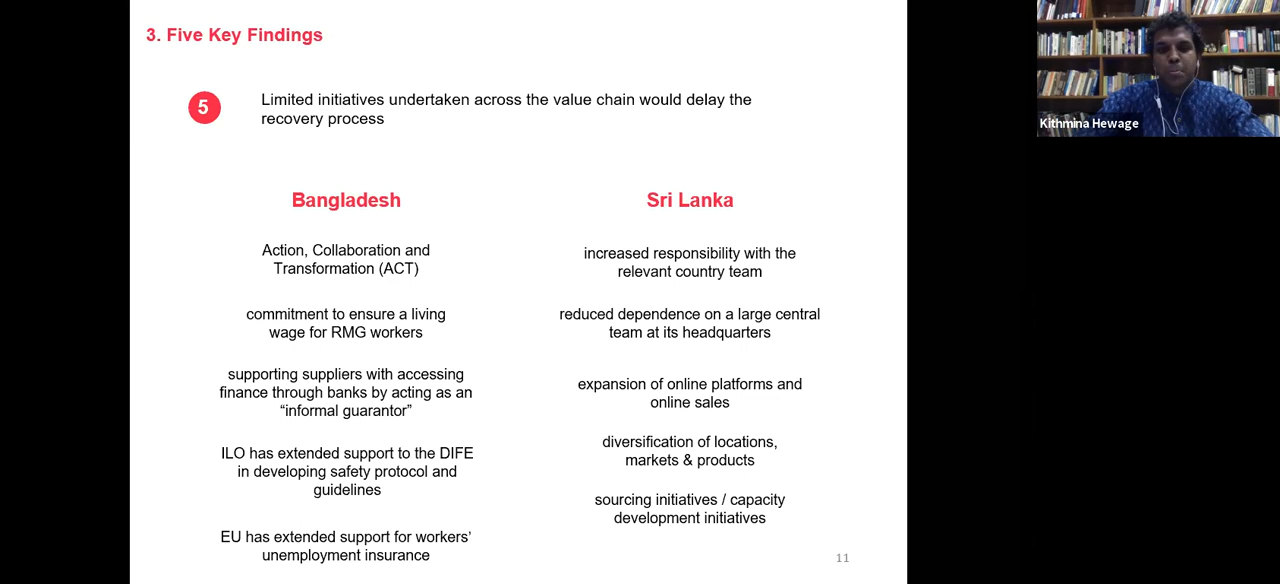 3. Five Key Findings
5
Limited initiatives undertaken across the value chain would delay the
recovery process
Bangladesh
Action, Collaboration and
Transformation (ACT)
commitment to ensure a living
wage for RMG workers
supporting suppliers with accessing
finance through banks by acting as an
“informal guarantor”
ILO has extended support to the DIFE
in developing safety protocol and
guidelines
EU has extended support for workers’
unemployment insurance
Sri Lanka
increased responsibility with the
relevant country team
reduced dependence on a large central
team at its headquarters
expansion of online platforms and
online sales
diversification of locations,
markets & products
sourcing initiatives / capacity
development initiatives
11
Kithmina Hewage